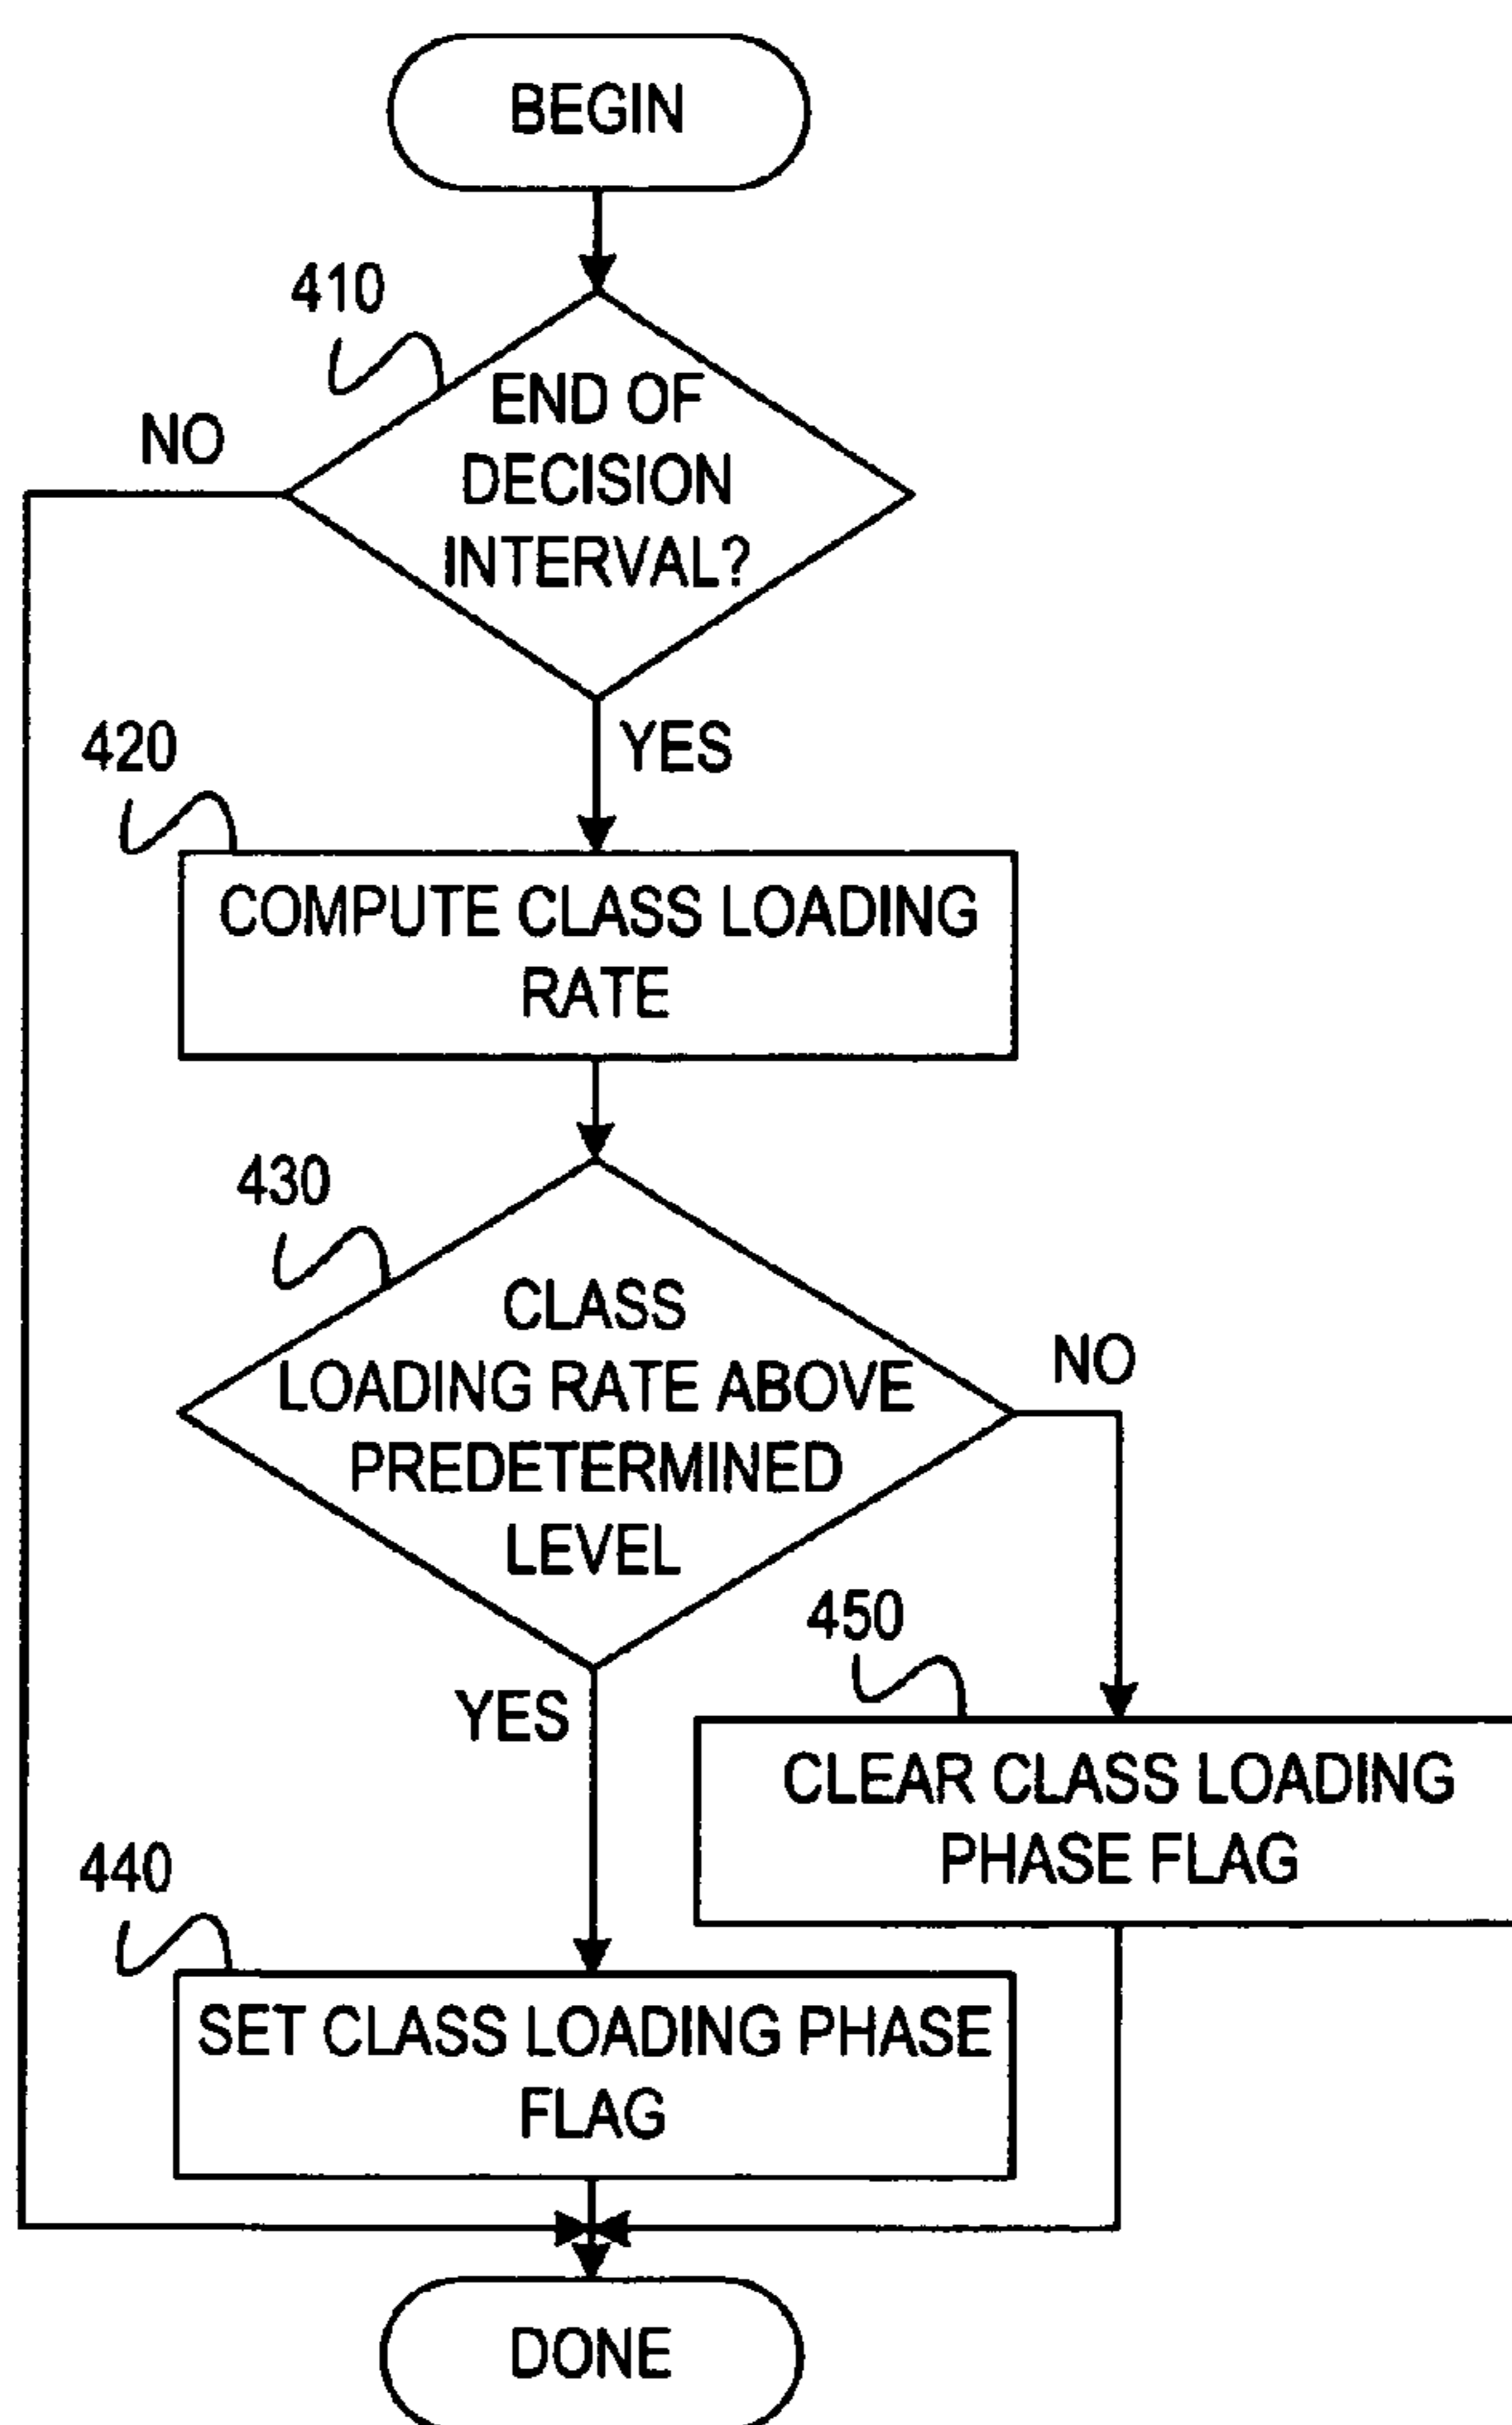 BEGIN
410
END OF
DECISION
INTERVAL?
NO
YES
420
COMPUTE CLASS LOADING
RATE
430
CLASS
LOADING RATE ABOVE
PREDETERMINED
LEVEL
NO
YES
450
CLEAR CLASS LOADING
PHASE FLAG
440
SET CLASS LOADING PHASE
FLAG
DONE